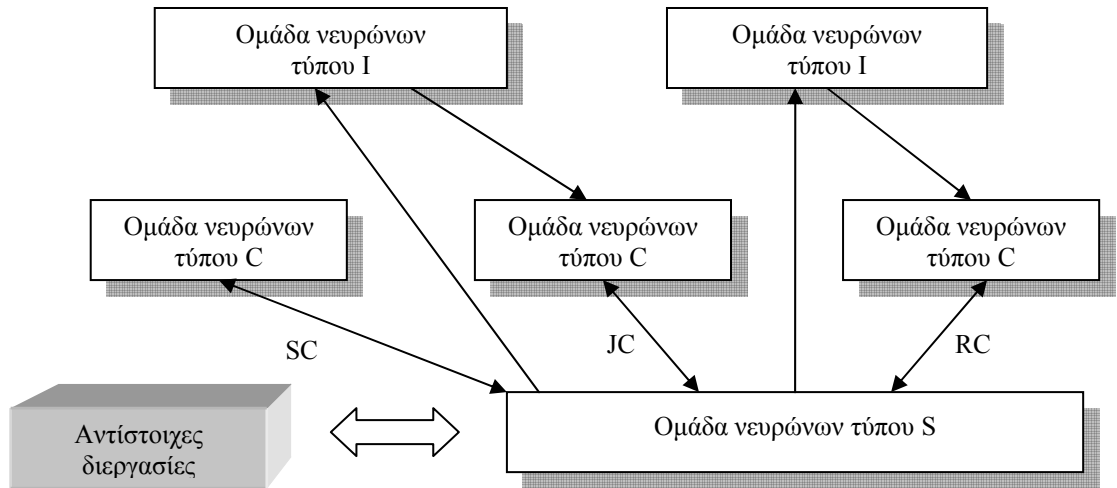 Ομάδα νευρώνων
τύπου Ι
Ομάδα νευρώνων
τύπου Ι
Ομάδα νευρώνων
τύπου C
Ομάδα νευρώνων
τύπου C
Ομάδα νευρώνων
τύπου C
SC
JC
RC
Αντίστοιχες
διεργασίες
Ομάδα νευρώνων τύπου S